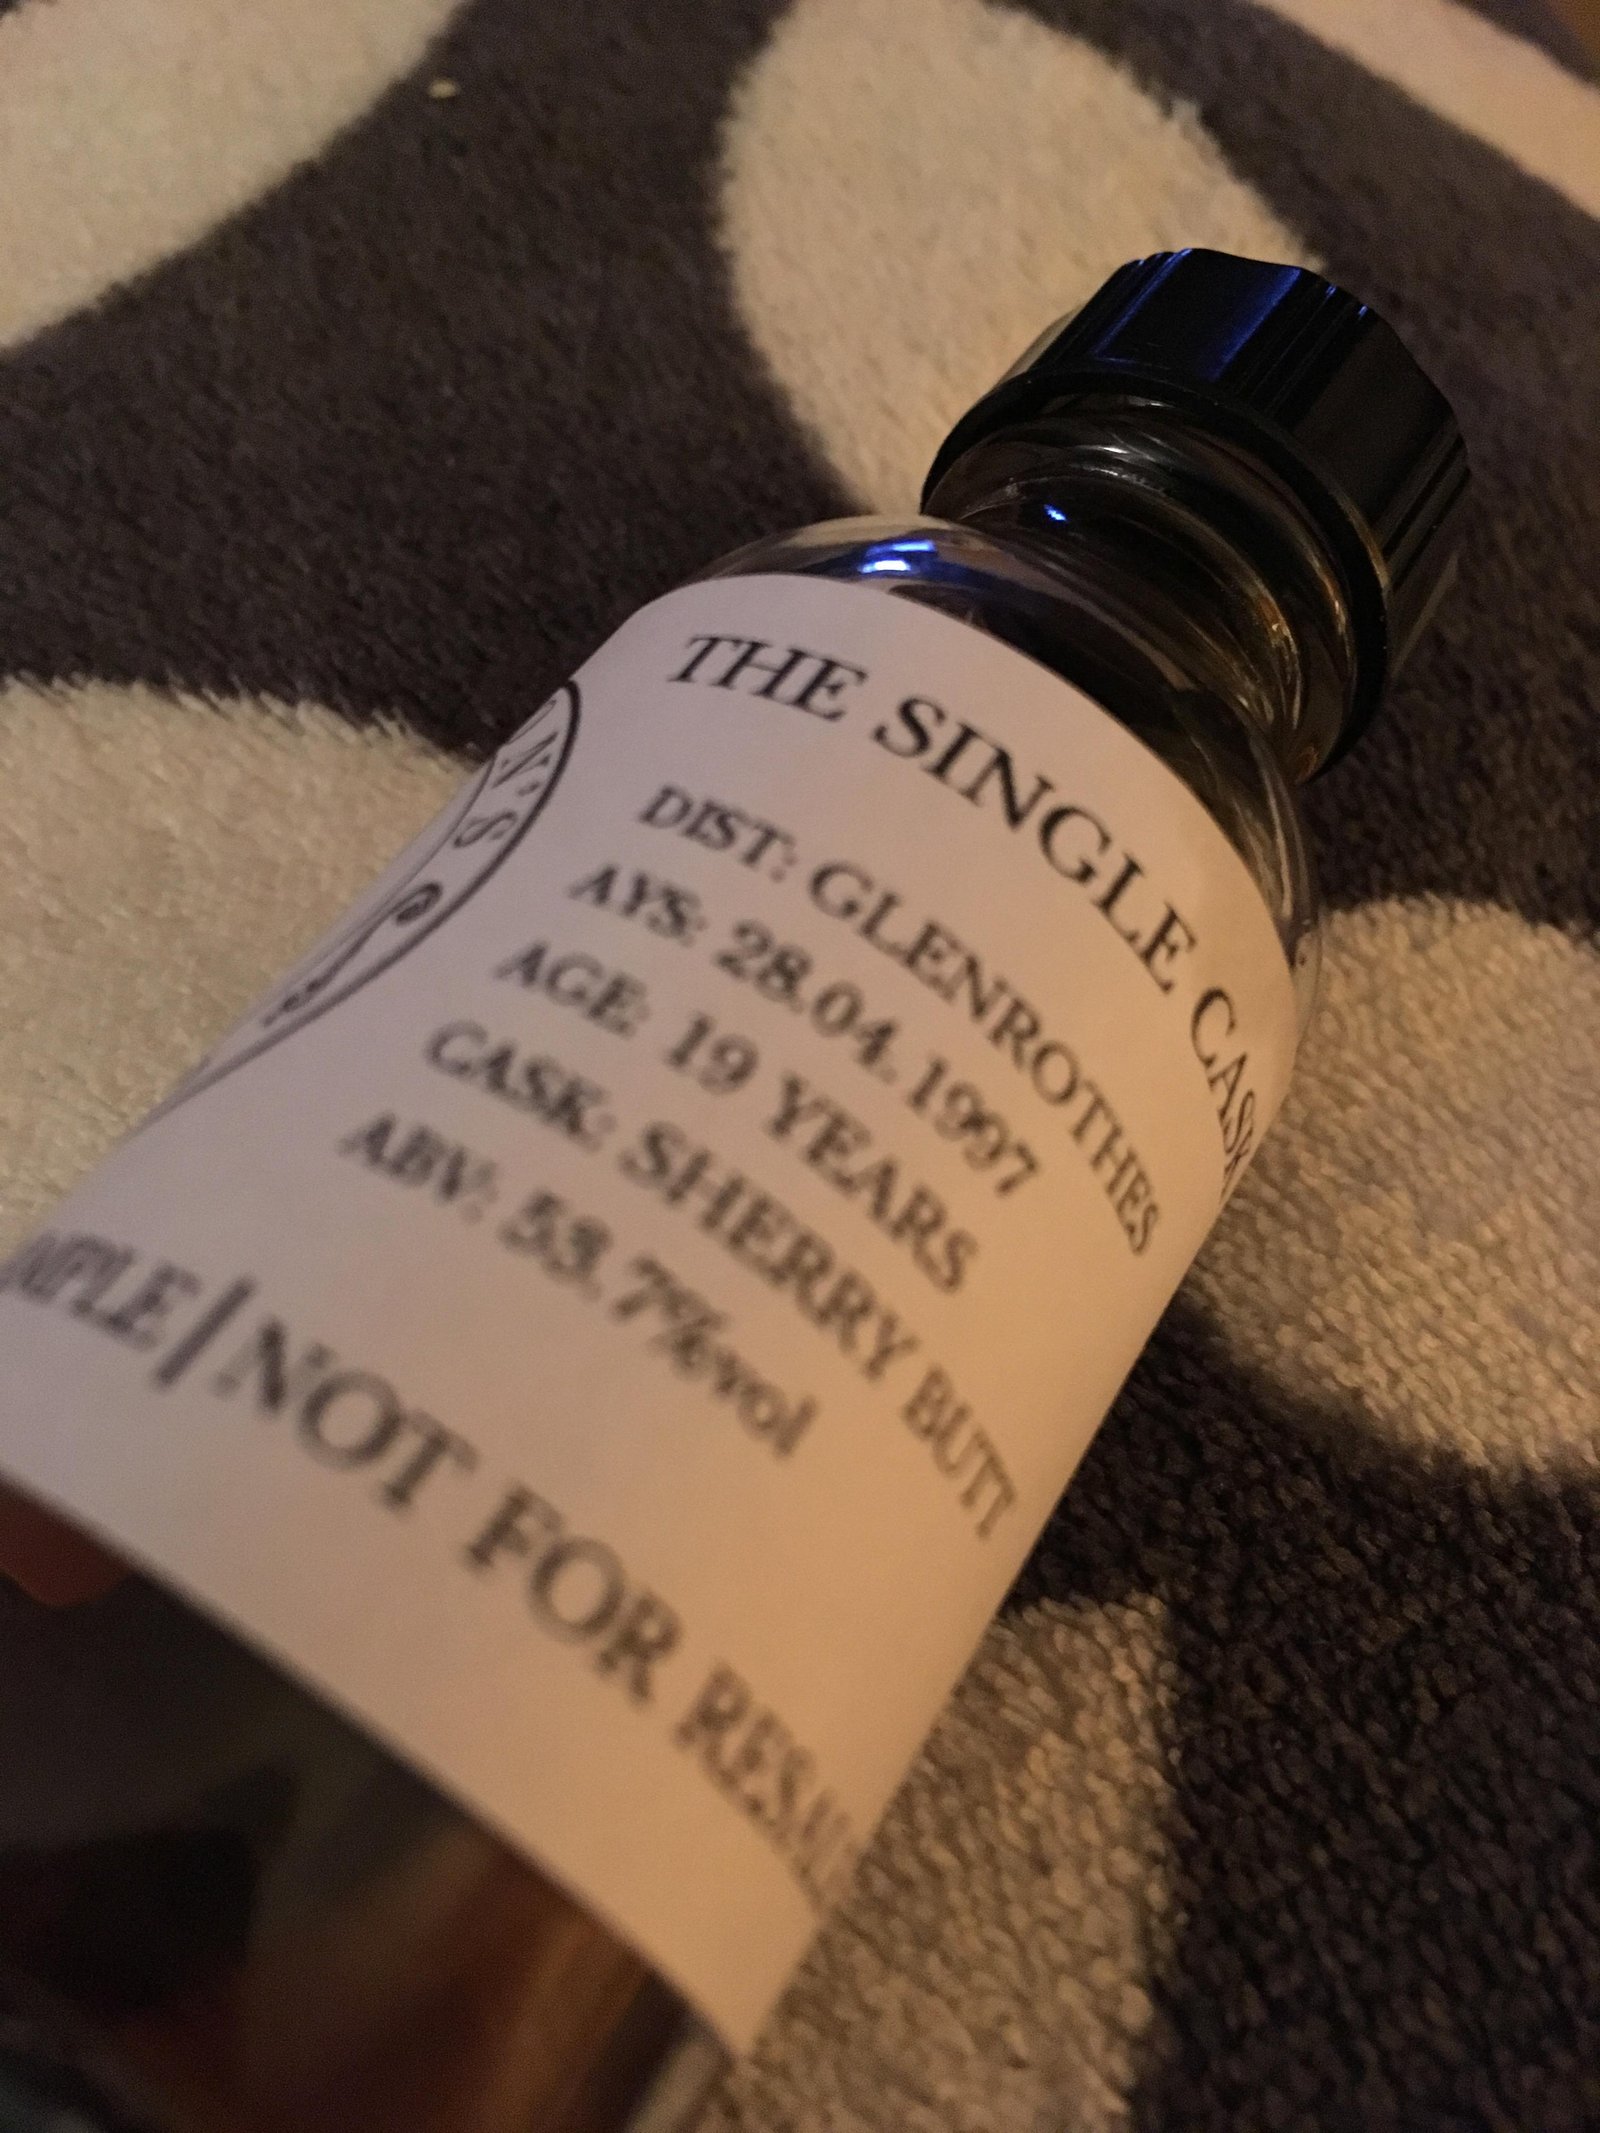 THE SINGLE CASK
DIST: GLENROTHES
AYS: 28.04.1997
AGE: 19 YEARS
CASK: SHERRY BUTT
ABV: 53.7%vol
NOT FOR